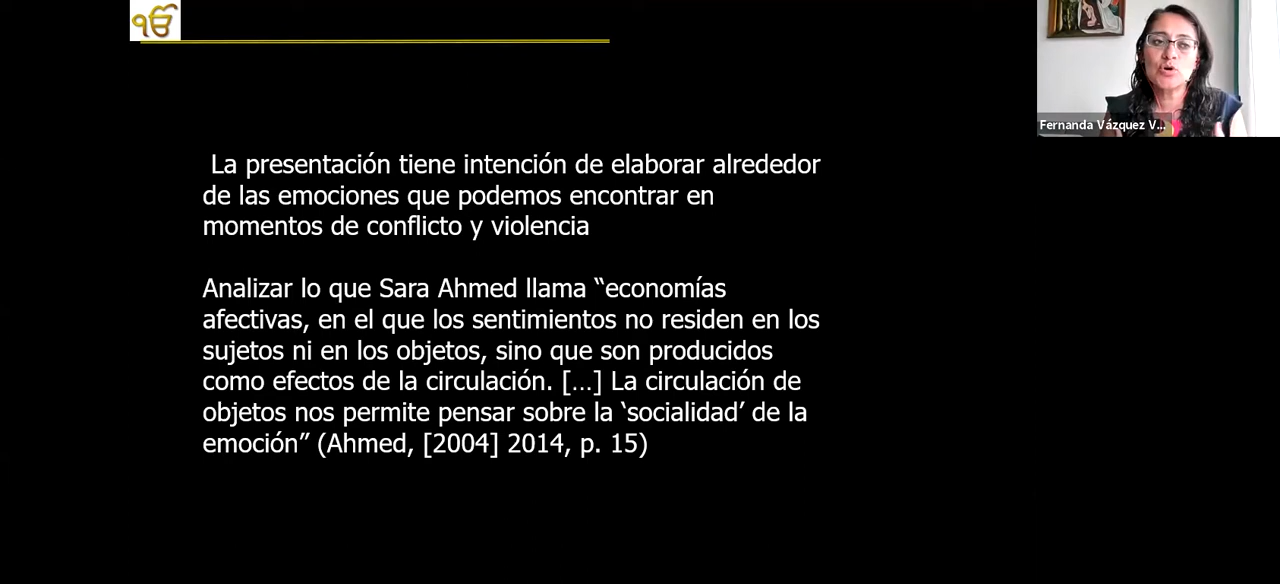 ੴ
Fernanda Vázquez V...
La presentación tiene intención de elaborar alrededor
de las emociones que podemos encontrar en
momentos de conflicto y violencia
Analizar lo que Sara Ahmed llama “economías
afectivas, en el que los sentimientos no residen en los
sujetos ni en los objetos, sino que son producidos
como efectos de la circulación. […] La circulación de
objetos nos permite pensar sobre la ‘socialidad’ de la
emoción” (Ahmed, [2004] 2014, p. 15)